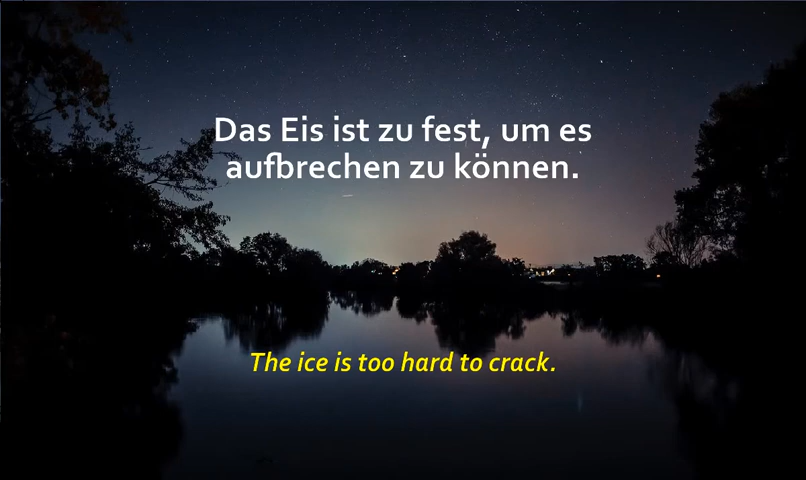 Das Eis ist zu fest, um es
aufbrechen zu können.
The ice is too hard to crack.